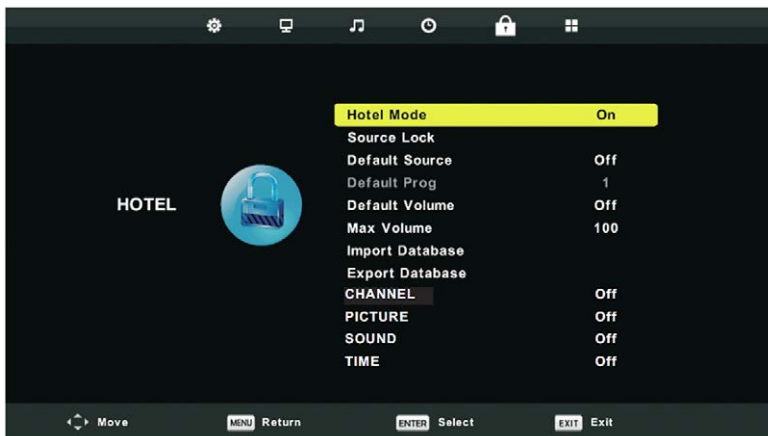 Hotel Mode On
Source Lock
Default Source Off
Default Prog 1
HOTEL
Default Volume Off
Max Volume 100
Import Database
Export Database
CHANNEL Off
PICTURE Off
SOUND Off
TIME Off
Move MENU Return ENTER Select EXIT Exit